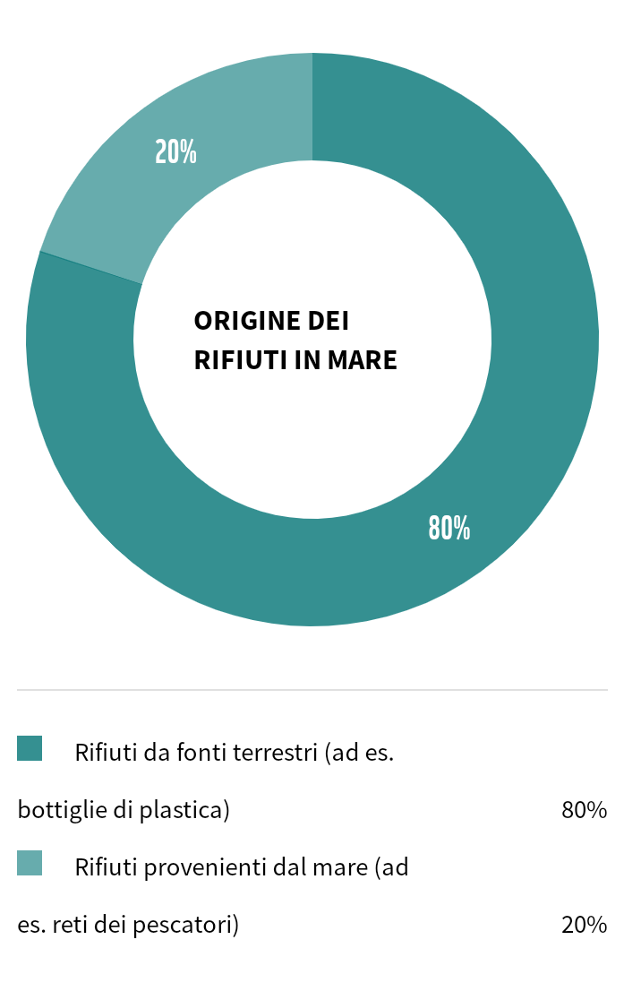 20%
ORIGINE DEI
RIFIUTI IN MARE
80%
Rifiuti da fonti terrestri (ad es.
bottiglie di plastica) 80%
Rifiuti provenienti dal mare (ad
es. reti dei pescatori) 20%